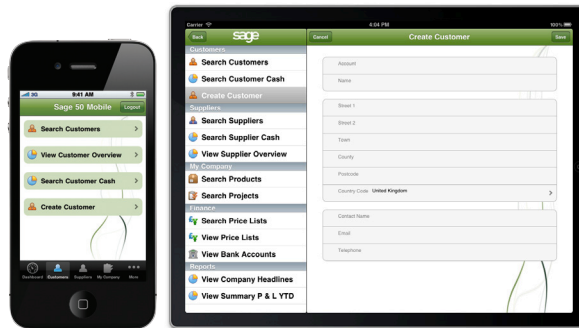 3G
9:41 AM
Sage 50 Mobile
Logout
Search Customers
View Customer Overview
Search Customer Cash
Create Customer
Dashboard
Customers
Suppliers
My Company
More
Carrier
4:04 PM
100%
Back
sage
Cancel
Create Customer
Save
Customers
Search Customers
Search Customer Cash
Create Customer
Suppliers
Search Suppliers
Search Supplier Cash
View Supplier Overview
My Company
Search Products
Search Projects
Finance
Search Price Lists
View Price Lists
View Bank Accounts
Reports
View Company Headlines
View Summary P & L YTD
Account
Name
Street 1
Street 2
Town
County
Postcode
Country Code United Kingdom
Contact Name
Email
Telephone